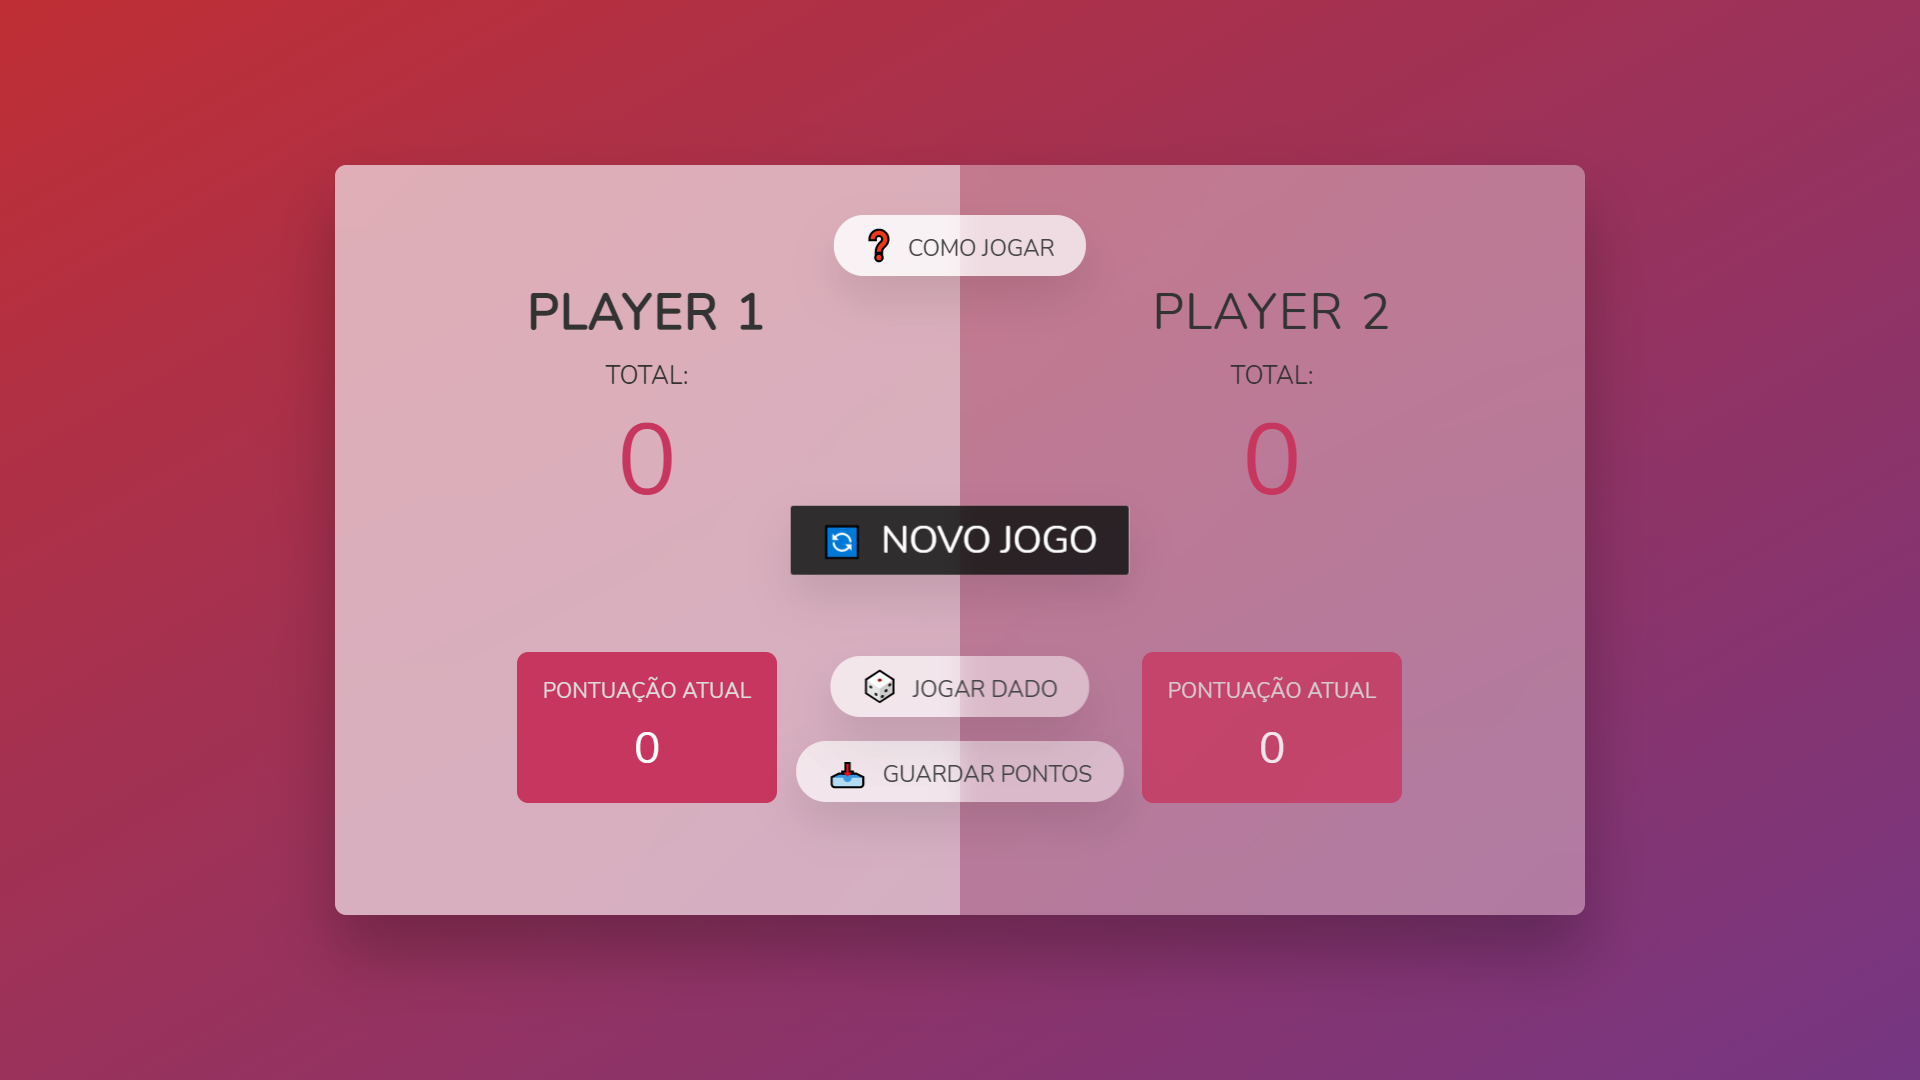 COMO JOGAR
PLAYER 1
TOTAL:
0
PLAYER 2
TOTAL:
0
NOVO JOGO
PONTUAÇÃO ATUAL
0
JOGAR DADO
GUARDAR PONTOS
PONTUAÇÃO ATUAL
0